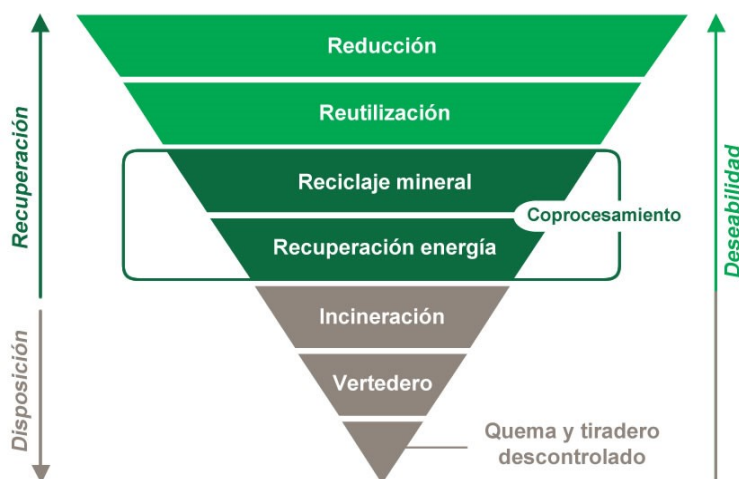 Reducción
Reutilización
Reciclaje mineral
Coprocesamiento
Recuperación energía
Incineración
Vertedero
Quema y tiradero
descontrolado
Recuperación
Disposición
Deseabilidad